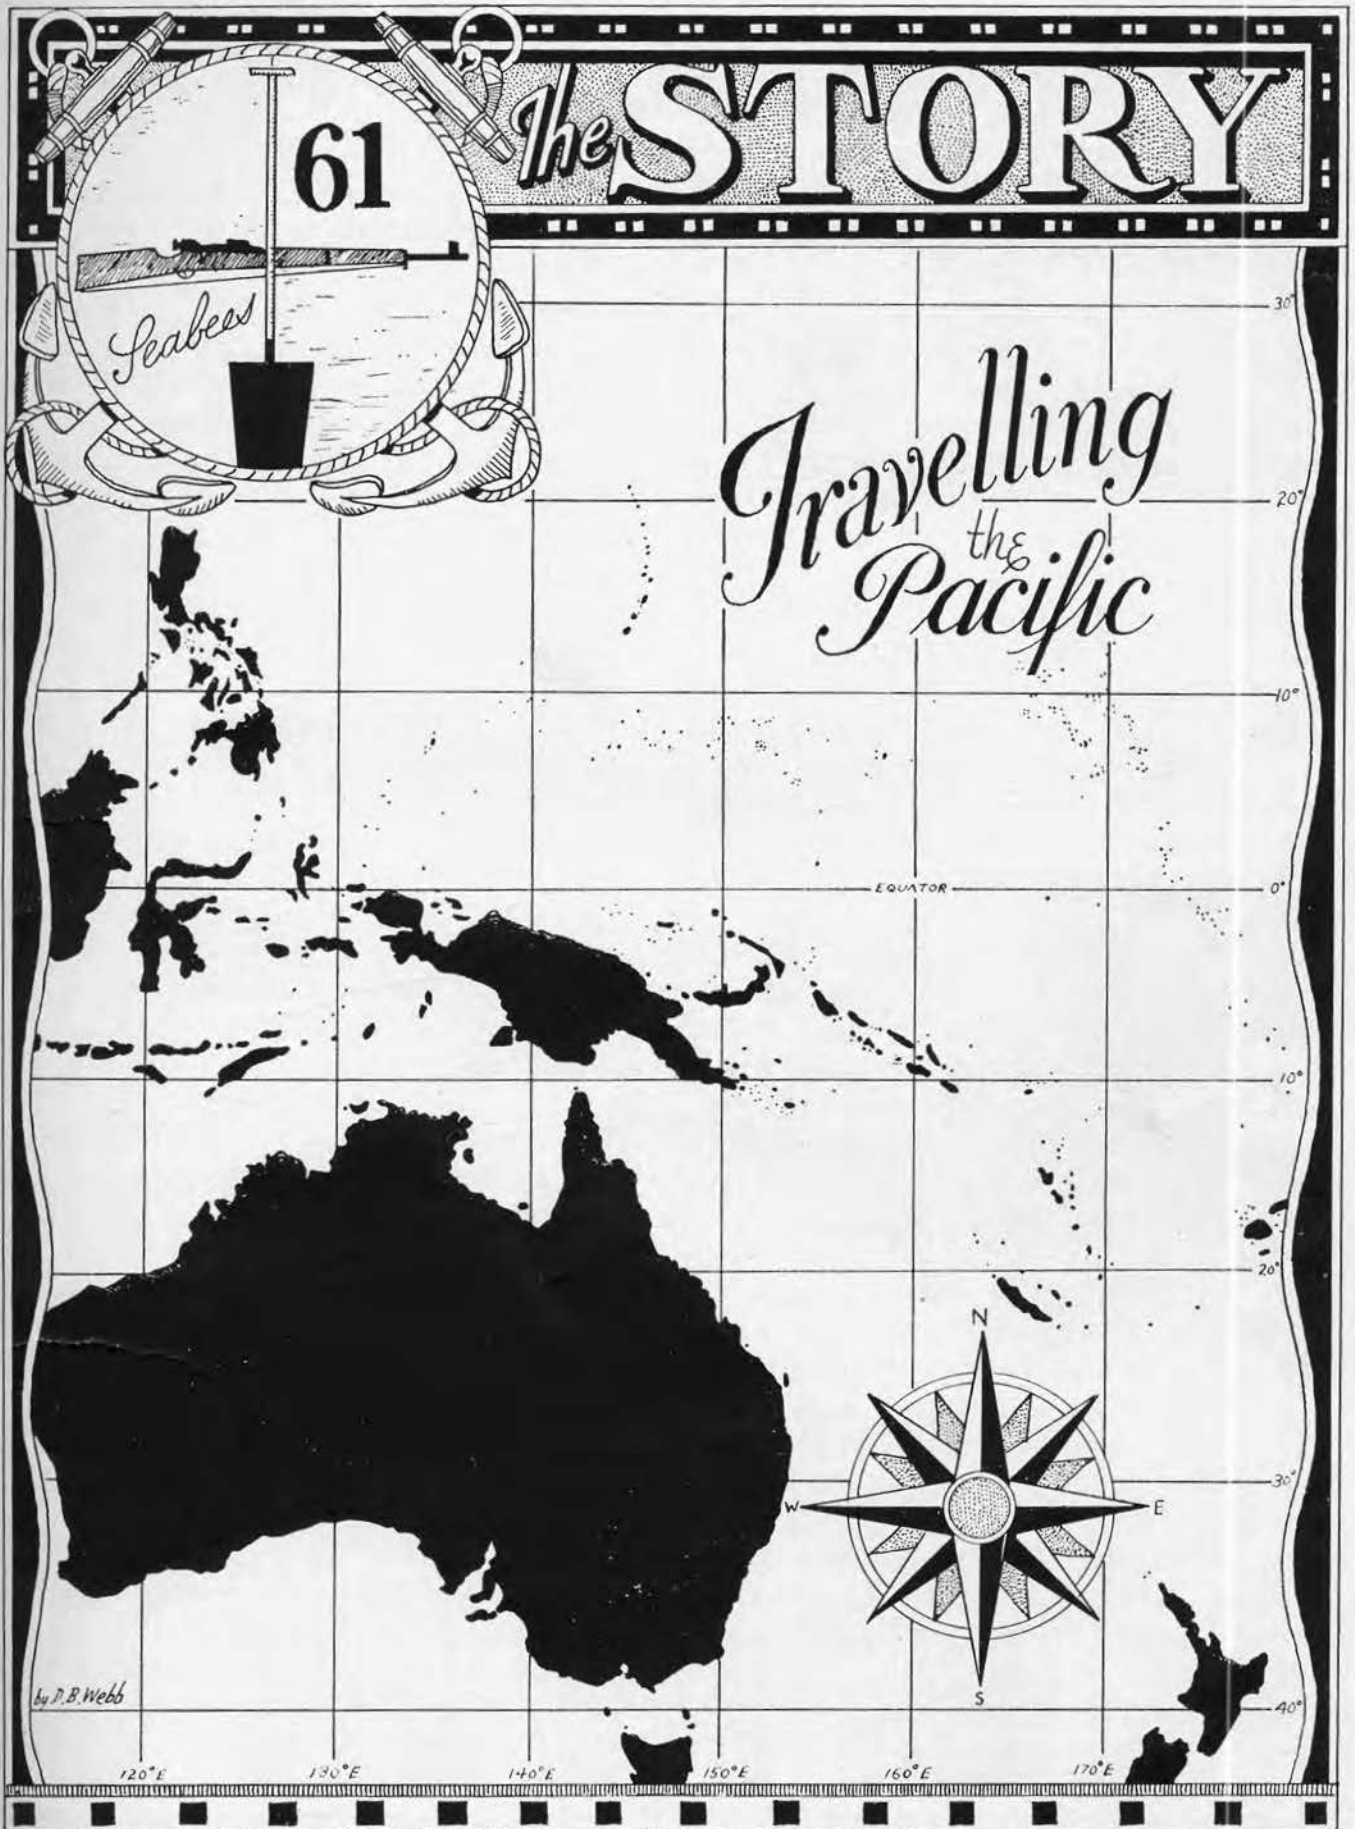 The STORY
61
Seabees
Travelling
the
Pacific
30°
20°
10°
EQUATOR
0°
10°
20°
N
W
E
S
30°
40°
by D.B. Webb
120°E
130°E
140°E
150°E
160°E
170°E